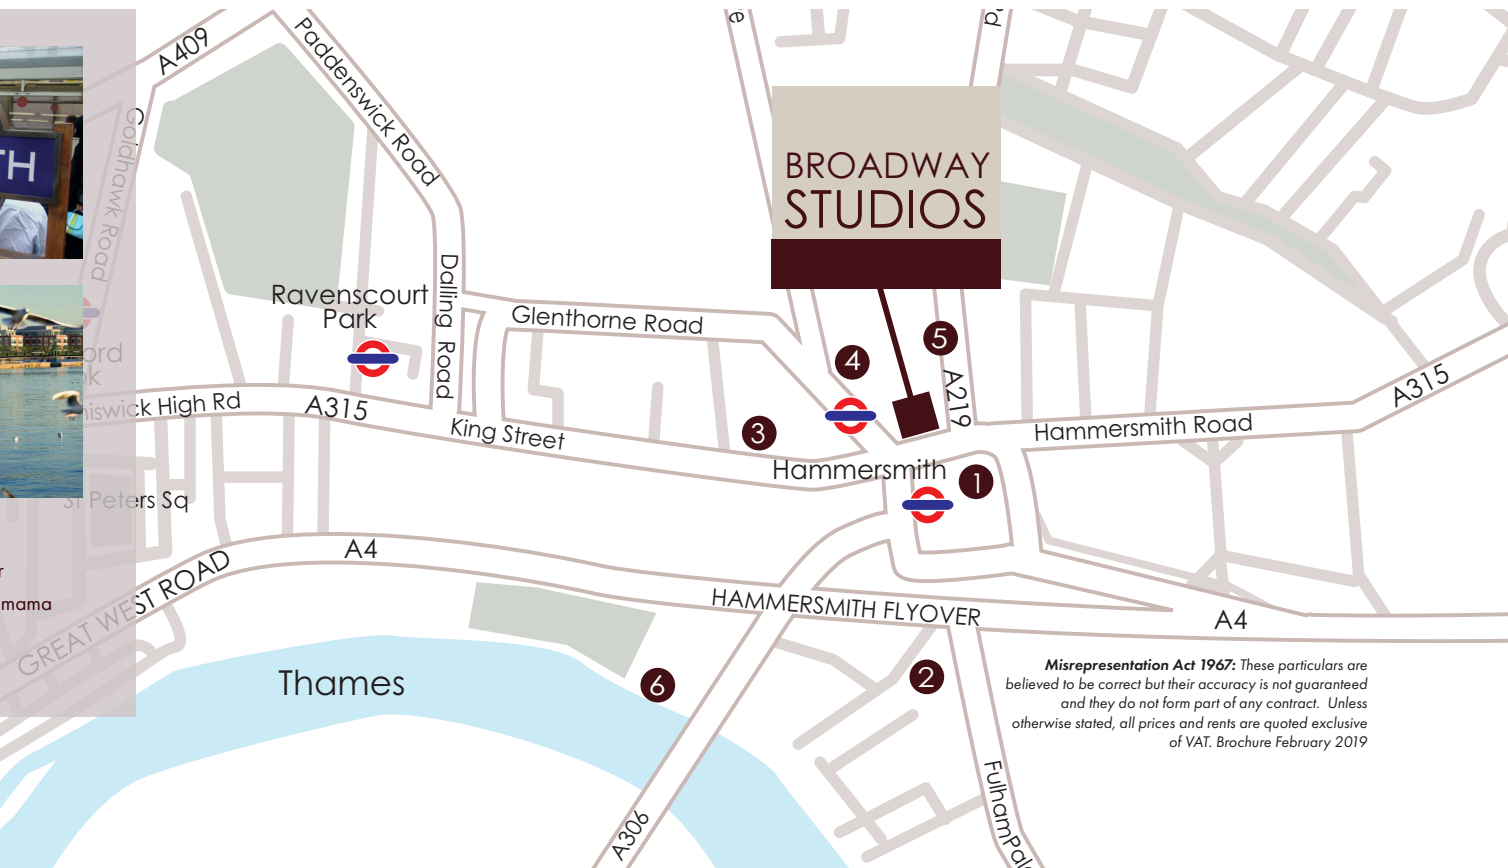 A409
Paddenswick Road
Goldhawk Road
TH
BROADWAY
STUDIOS
Ravenscourt
Park
Dalling Road
Glenthorne Road
5
4
A219
A315
A315
King Street
3
Hammersmith Road
Hammersmith
1
St Peters Sq
A4
GREAT WEST ROAD
mama
HAMMERSMITH FLYOVER
A4
Thames
6
2
Misrepresentation Act 1967: These particulars are
believed to be correct but their accuracy is not guaranteed
and they do not form part of any contract. Unless
otherwise stated, all prices and rents are quoted exclusive
of VAT. Brochure February 2019
A306
FulhamPal